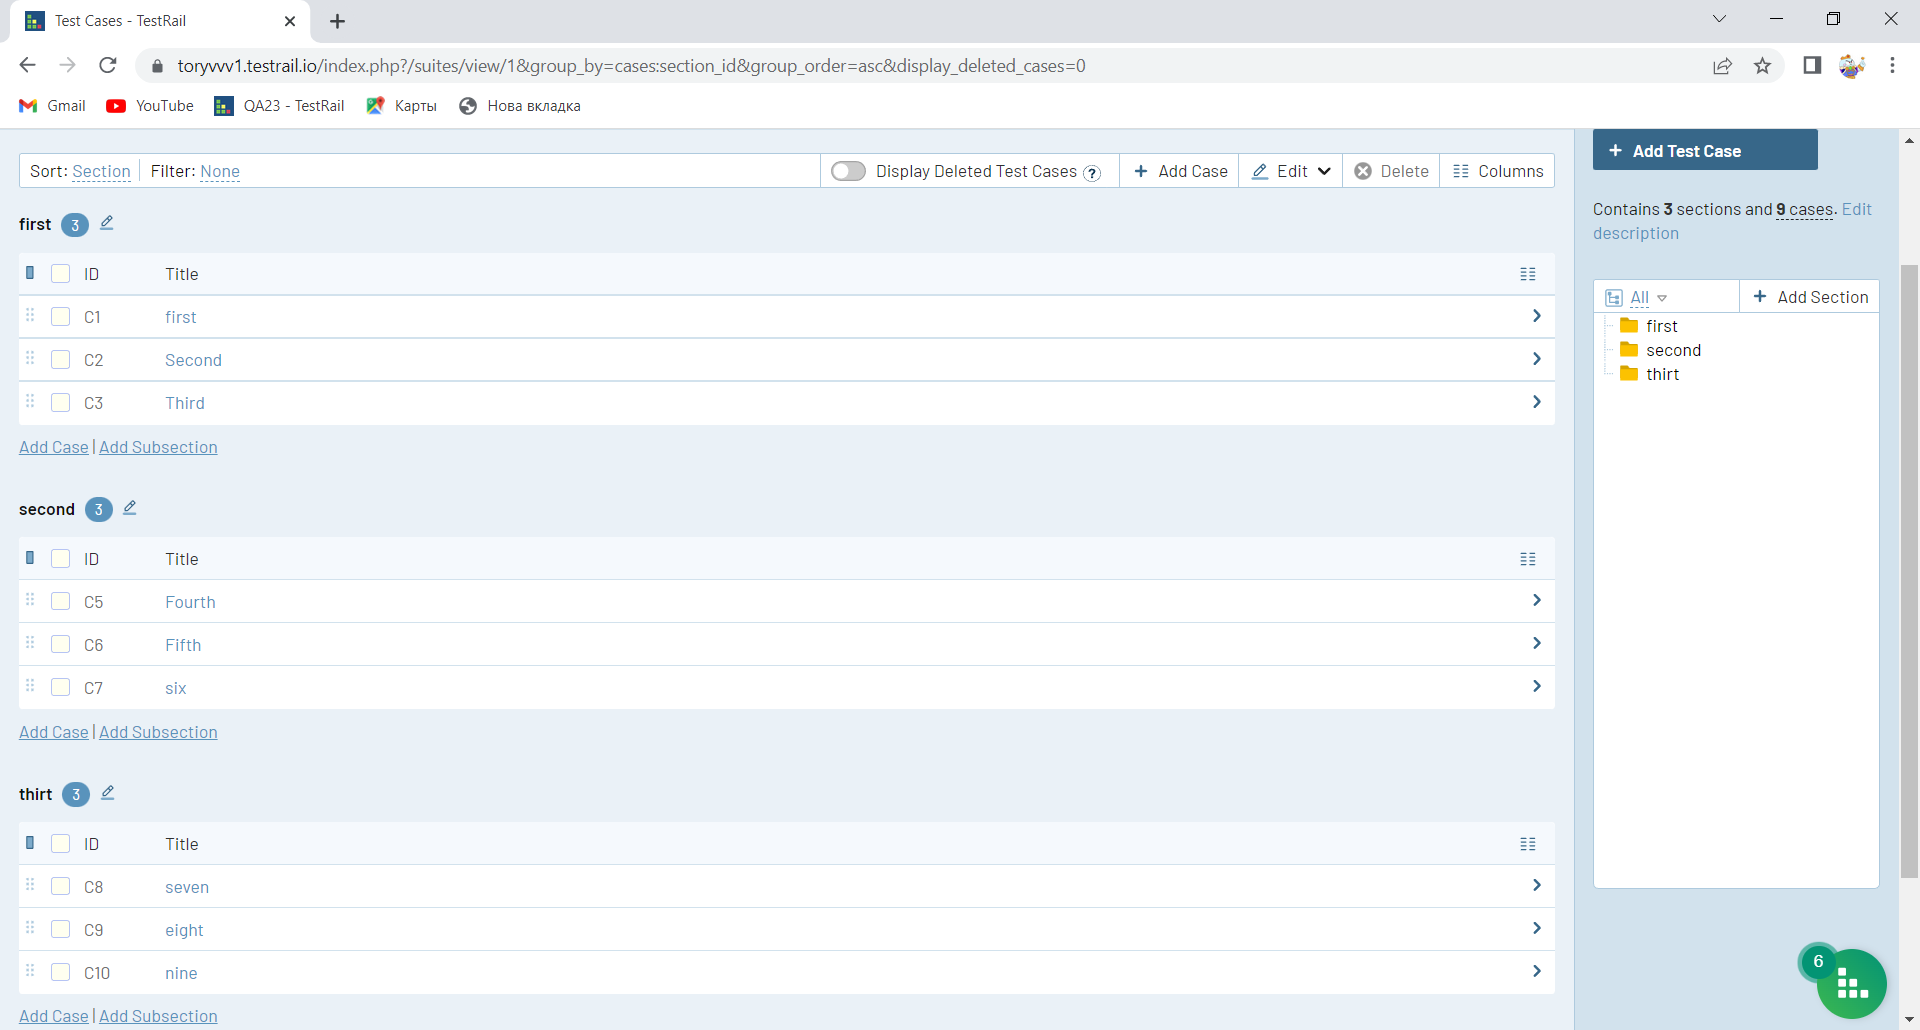 Test Cases - TestRail
toryvvv1.testrail.io/index.php?/suites/view/1&group_by=cases:section_id&group_order=asc&display_deleted_cases=0
Gmail YouTube QA23 - TestRail Карты Нова вкладка
Sort: Section Filter: None Display Deleted Test Cases ? Add Case Edit Delete Columns
+ Add Test Case
Contains 3 sections and 9 cases. Edit
description
All + Add Section
first
second
thirt
first 3
ID Title
C1 first
C2 Second
C3 Third
Add Case | Add Subsection
second 3
ID Title
C5 Fourth
C6 Fifth
C7 six
Add Case | Add Subsection
thirt 3
ID Title
C8 seven
C9 eight
C10 nine
Add Case | Add Subsection
6